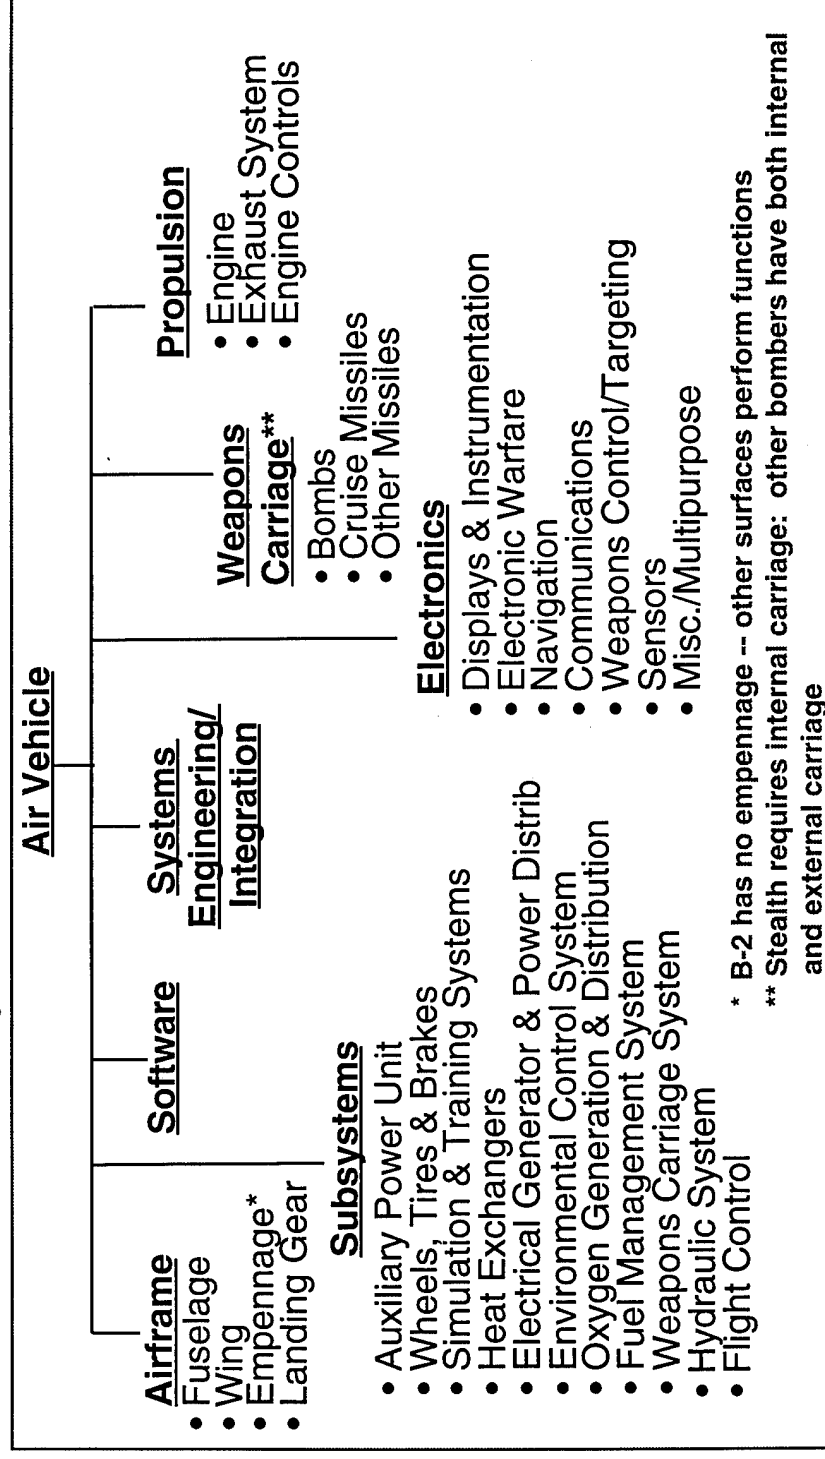 Air Vehicle
Airframe
• Fuselage
• Wing
• Empennage*
• Landing Gear
Subsystems
• Auxiliary Power Unit
• Wheels, Tires & Brakes
• Simulation & Training Systems
• Heat Exchangers
• Electrical Generator & Power Distrib
• Environmental Control System
• Oxygen Generation & Distribution
• Fuel Management System
• Weapons Carriage System
• Hydraulic System
• Flight Control
Software
Systems
Engineering/
Integration
Electronics
• Displays & Instrumentation
• Electronic Warfare
• Navigation
• Communications
• Weapons Control/Targeting
• Sensors
• Misc./Multipurpose
Weapons
Carriage**
• Bombs
• Cruise Missiles
• Other Missiles
Propulsion
• Engine
• Exhaust System
• Engine Controls
* B-2 has no empennage -- other surfaces perform functions
** Stealth requires internal carriage: other bombers have both internal
and external carriage